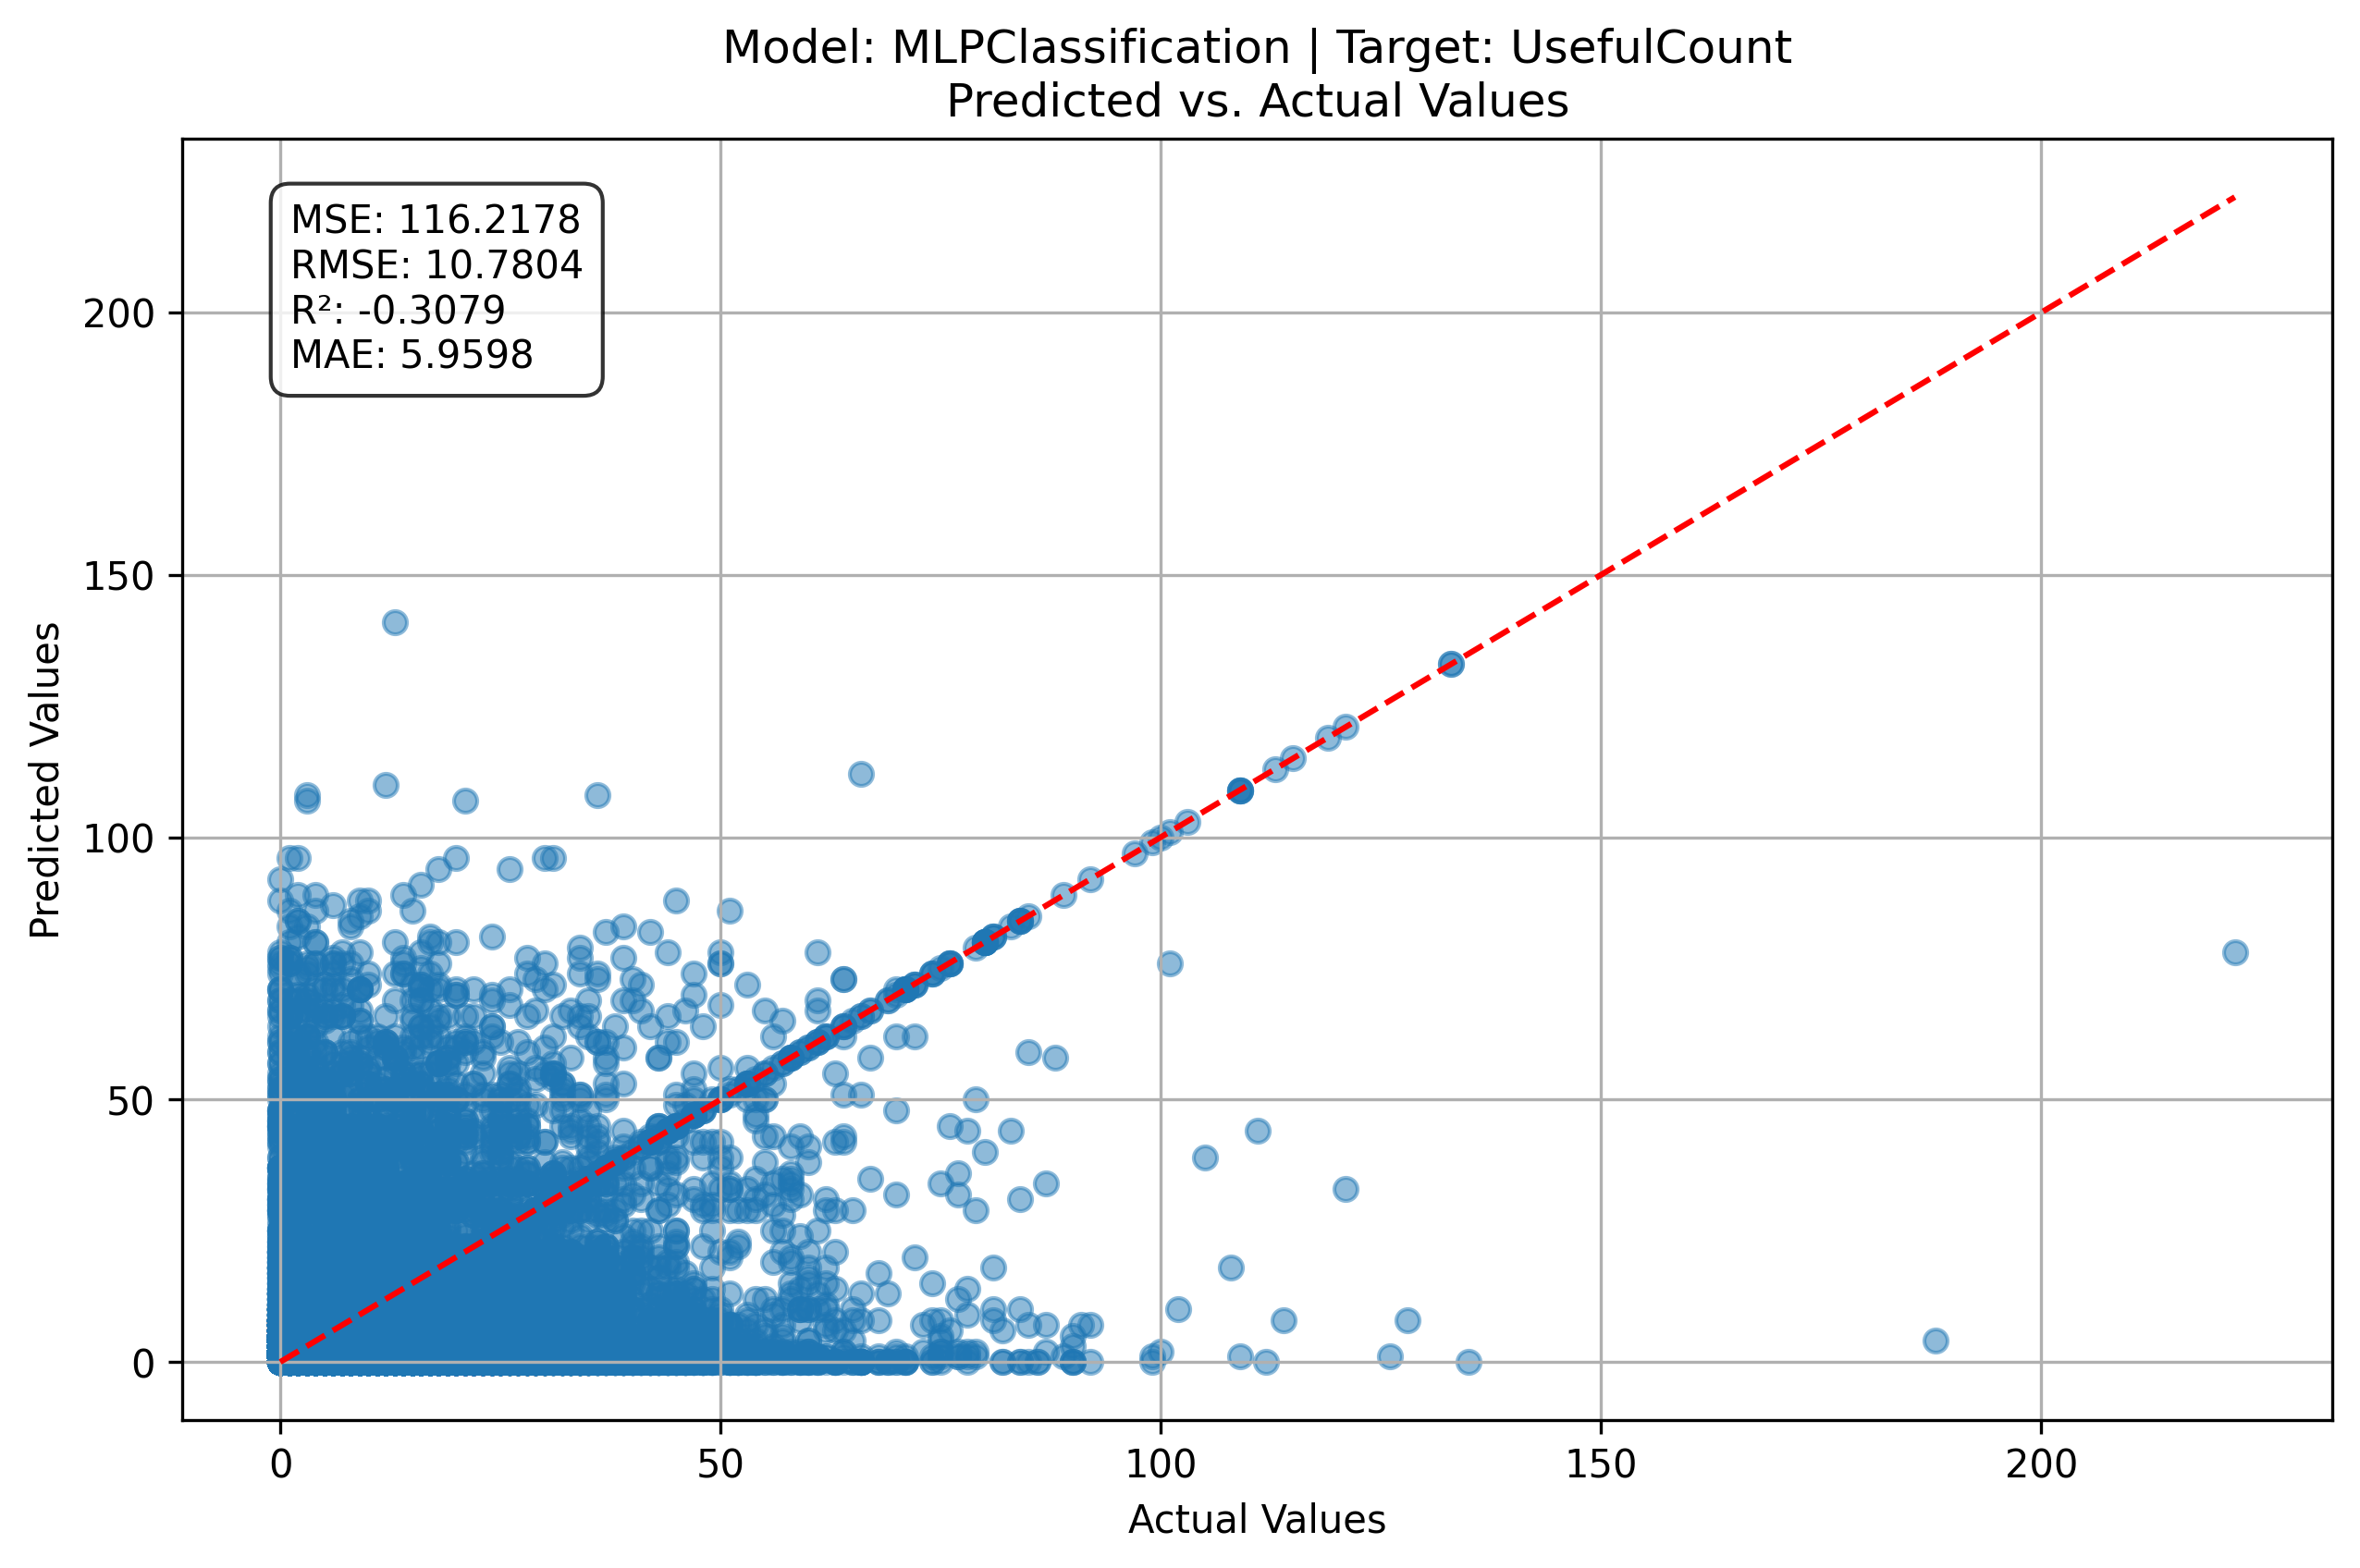 Model: MLPClassification | Target: UsefulCount
Predicted vs. Actual Values
MSE: 116.2178
RMSE: 10.7804
R²: -0.3079
MAE: 5.9598
Predicted Values
200
150
100
50
0
0
50
100
150
200
Actual Values